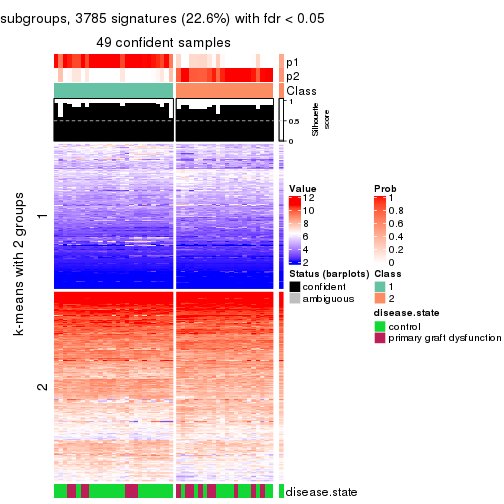 subgroups, 3785 signatures (22.6%) with fdr < 0.05
49 confident samples
p1
p2
Class
1
0.5
0
Silhouette
score
k-means with 2 groups
1
2
Value
12
10
8
6
4
2
Prob
1
0.8
0.6
0.4
0.2
0
Status (barplots)
confident
ambiguous
Class
1
2
disease.state
control
primary graft dysfunction
disease.state